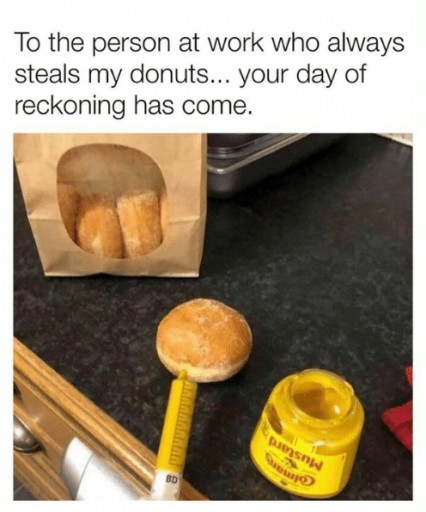 To the person at work who always
steals my donuts... your day of
reckoning has come.
BD
Colman's
Mustard